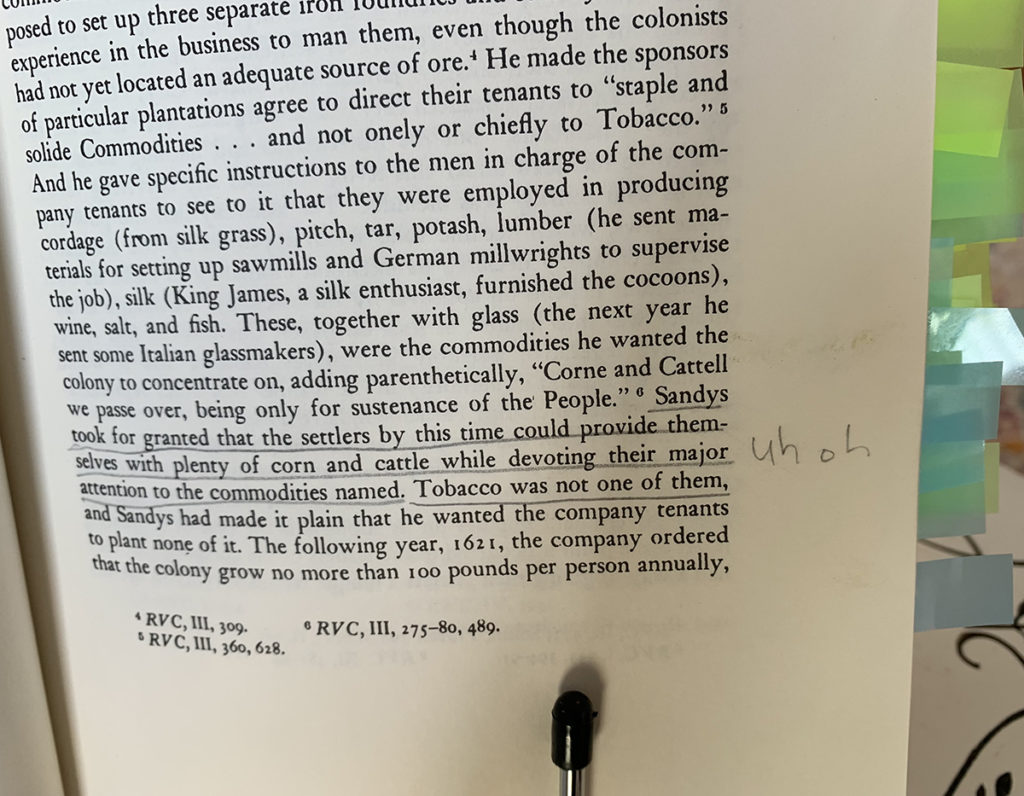 posed to set up three separate iron
experience in the business to man them, even though the colonists
had not yet located an adequate source of ore.⁴ He made the sponsors
of particular plantations agree to direct their tenants to “staple and
solide Commodities . . . and not onely or chiefly to Tobacco.” ⁵
And he gave specific instructions to the men in charge of the com-
pany tenants to see to it that they were employed in producing
cordage (from silk grass), pitch, tar, potash, lumber (he sent ma-
terials for setting up sawmills and German millwrights to supervise
the job), silk (King James, a silk enthusiast, furnished the cocoons),
wine, salt, and fish. These, together with glass (the next year he
sent some Italian glassmakers), were the commodities he wanted the
colony to concentrate on, adding parenthetically, “Corne and Cattell
we passe over, being only for sustenance of the People.” ⁶ Sandys
took for granted that the settlers by this time could provide them-
selves with plenty of corn and cattle while devoting their major
uh oh
attention to the commodities named. Tobacco was not one of them,
and Sandys had made it plain that he wanted the company tenants
to plant none of it. The following year, 1621, the company ordered
that the colony grow no more than 100 pounds per person annually,
⁴ RVC, III, 309.
⁵ RVC, III, 360, 628.
⁶ RVC, III, 275–80, 489.